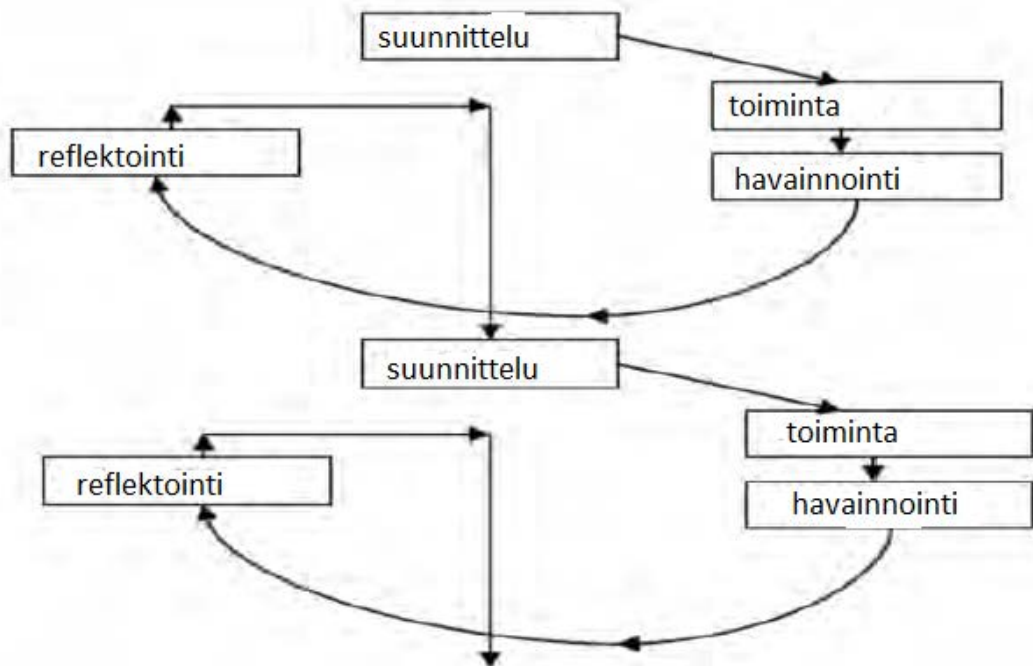 suunnittelu
toiminta
havainnointi
reflektointi
suunnittelu
toiminta
havainnointi
reflektointi